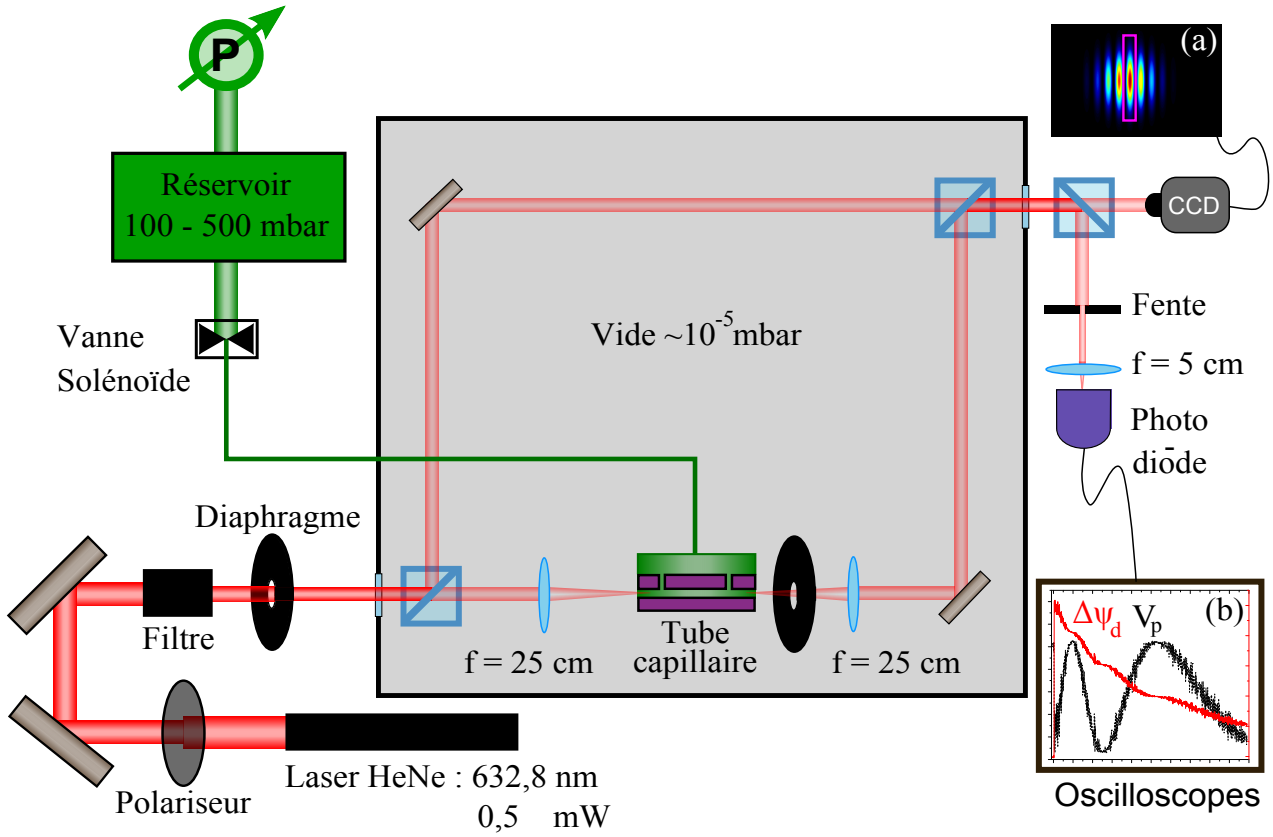 P
(a)
Réservoir
100 - 500 mbar
CCD
Vanne
Solénoïde
Vide ~10⁻⁵mbar
Fente
f = 5 cm
Photo
diode
Diaphragme
Filtre
Tube
capillaire
f = 25 cm
f = 25 cm
Δψd Vp (b)
Polariseur
Laser HeNe : 632,8 nm
0,5 mW
Oscilloscopes